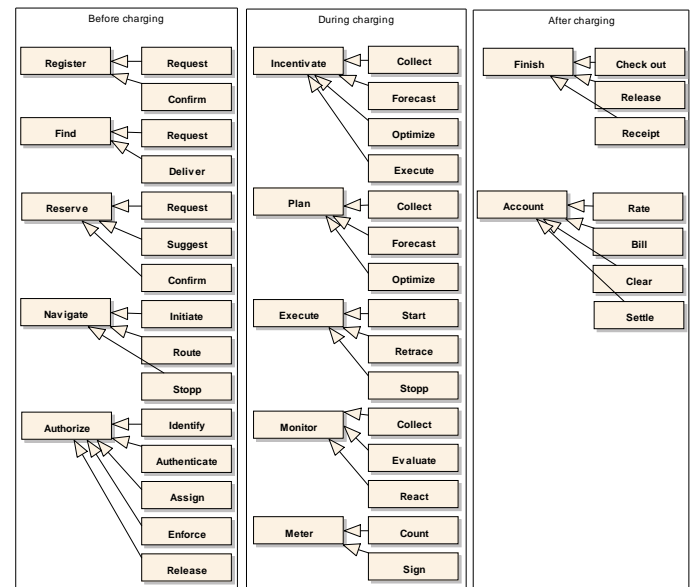 Before charging
Register
Request
Confirm
Find
Request
Deliver
Reserve
Request
Suggest
Confirm
Navigate
Initiate
Route
Stopp
Authorize
Identify
Authenticate
Assign
Enforce
Release
During charging
Incentivate
Collect
Forecast
Optimize
Execute
Plan
Collect
Forecast
Optimize
Execute
Start
Retrace
Stopp
Monitor
Collect
Evaluate
React
Meter
Count
Sign
After charging
Finish
Check out
Release
Receipt
Account
Rate
Bill
Clear
Settle